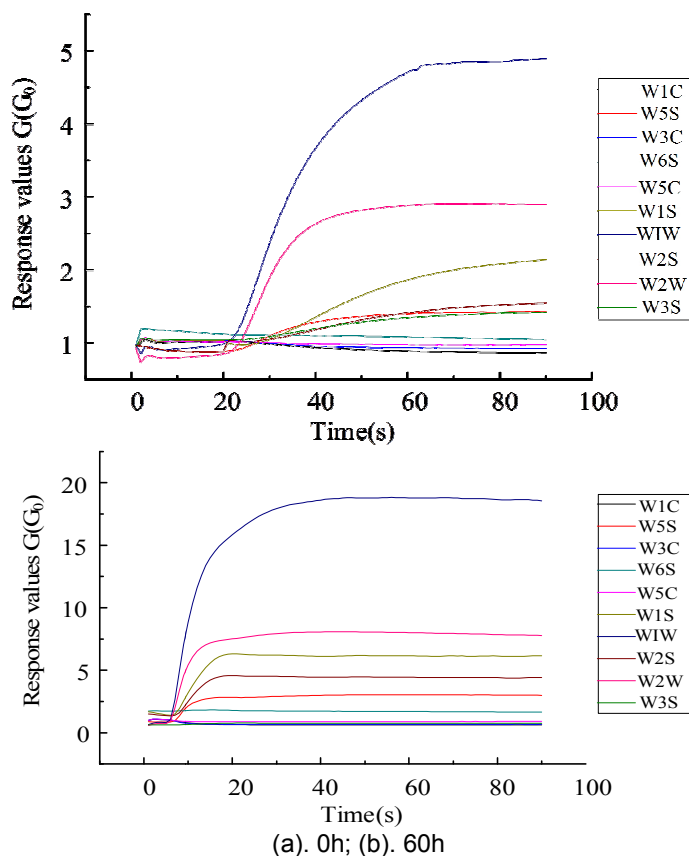 Response values G(G₀)
5
4
3
2
1
0 20 40 60 80 100
Time(s)
W1C
W5S
W3C
W6S
W5C
W1S
WIW
W2S
W2W
W3S
Response values G(G₀)
20
15
10
5
0
0 20 40 60 80 100
Time(s)
W1C
W5S
W3C
W6S
W5C
W1S
WIW
W2S
W2W
W3S
(a). 0h; (b). 60h